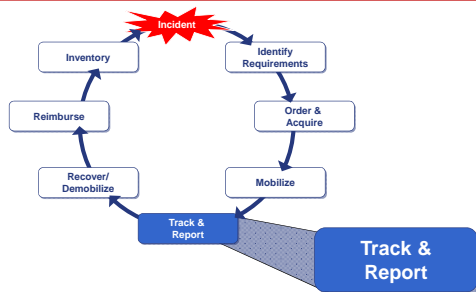 Incident
Identify
Requirements
Order &
Acquire
Mobilize
Track &
Report
Recover/
Demobilize
Reimburse
Inventory
Track &
Report